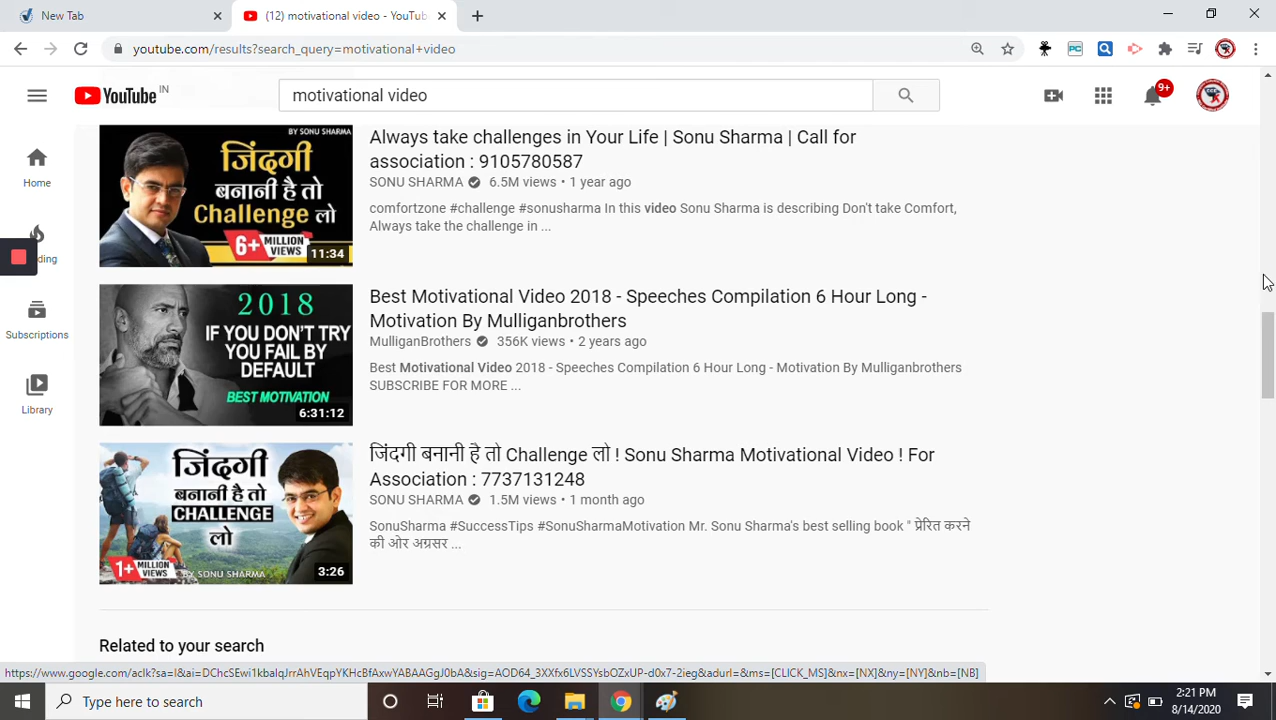 New Tab
(12) motivational video - YouTub
youtube.com/results?search_query=motivational+video
YouTube IN
motivational video
9+
Home
ding
Subscriptions
Library
BY SONU SHARMA
जिंदगी
बनानी है तो
Challenge लो
6+ MILLION VIEWS
11:34
Always take challenges in Your Life | Sonu Sharma | Call for
association : 9105780587
SONU SHARMA 6.5M views • 1 year ago
comfortzone #challenge #sonusharma In this video Sonu Sharma is describing Don't take Comfort,
Always take the challenge in ...
2018
IF YOU DON'T TRY
YOU FAIL BY
DEFAULT
BEST MOTIVATION
6:31:12
Best Motivational Video 2018 - Speeches Compilation 6 Hour Long -
Motivation By Mulliganbrothers
MulliganBrothers 356K views • 2 years ago
Best Motivational Video 2018 - Speeches Compilation 6 Hour Long - Motivation By Mulliganbrothers
SUBSCRIBE FOR MORE ...
जिंदगी
बनानी है तो
CHALLENGE
लो
1+ MILLION VIEWS
BY SONU SHARMA
3:26
जिंदगी बनानी है तो Challenge लो ! Sonu Sharma Motivational Video ! For
Association : 7737131248
SONU SHARMA 1.5M views • 1 month ago
SonuSharma #SuccessTips #SonuSharmaMotivation Mr. Sonu Sharma's best selling book " प्रेरित करने
की ओर अग्रसर ...
Related to your search
Type here to search
2:21 PM
8/14/2020